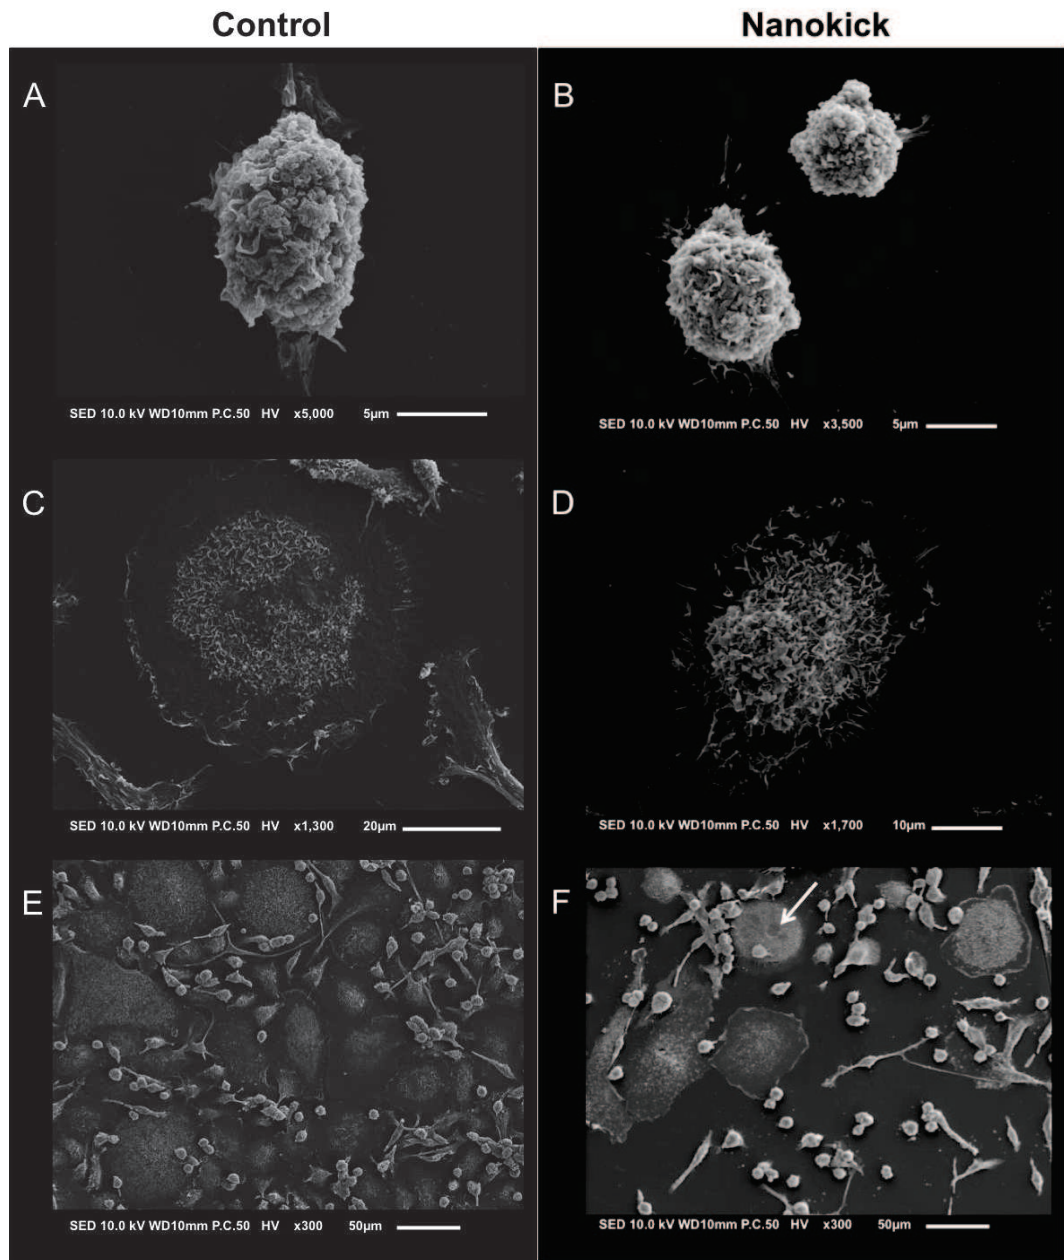 Control
Nanokick
A
B
SED 10.0 kV WD10mm P.C.50 HV x5,000 5µm
SED 10.0 kV WD10mm P.C.50 HV x3,500 5µm
C
D
SED 10.0 kV WD10mm P.C.50 HV x1,300 20µm
SED 10.0 kV WD10mm P.C.50 HV x1,700 10µm
E
F
SED 10.0 kV WD10mm P.C.50 HV x300 50µm
SED 10.0 kV WD10mm P.C.50 HV x300 50µm